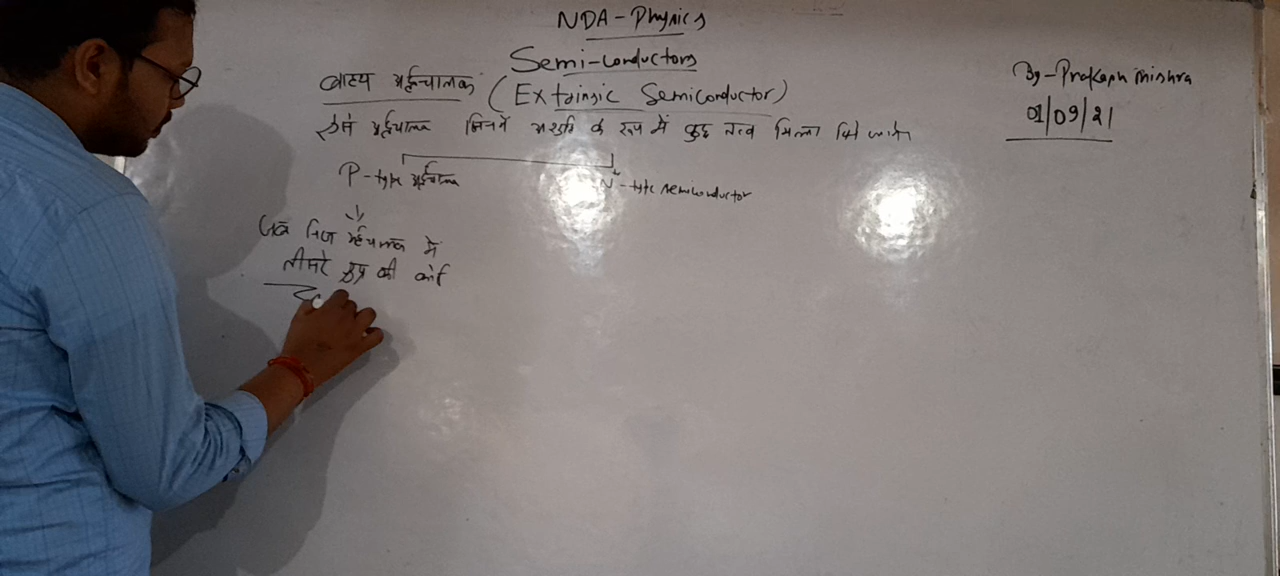 NDA-Physics
Semi-conductors
बाह्य अर्द्धचालक (Extrinsic Semiconductor)
By-Prakash Mishra
01/09/21
ऐसे अर्द्धचालक जिनमें अशुद्धि के रूप में कुछ तत्व मिला दिये जाये
P-type अर्द्धचालक
N-type semiconductor
जब निज अर्द्धचालक में
तीसरे ग्रुप की कोई